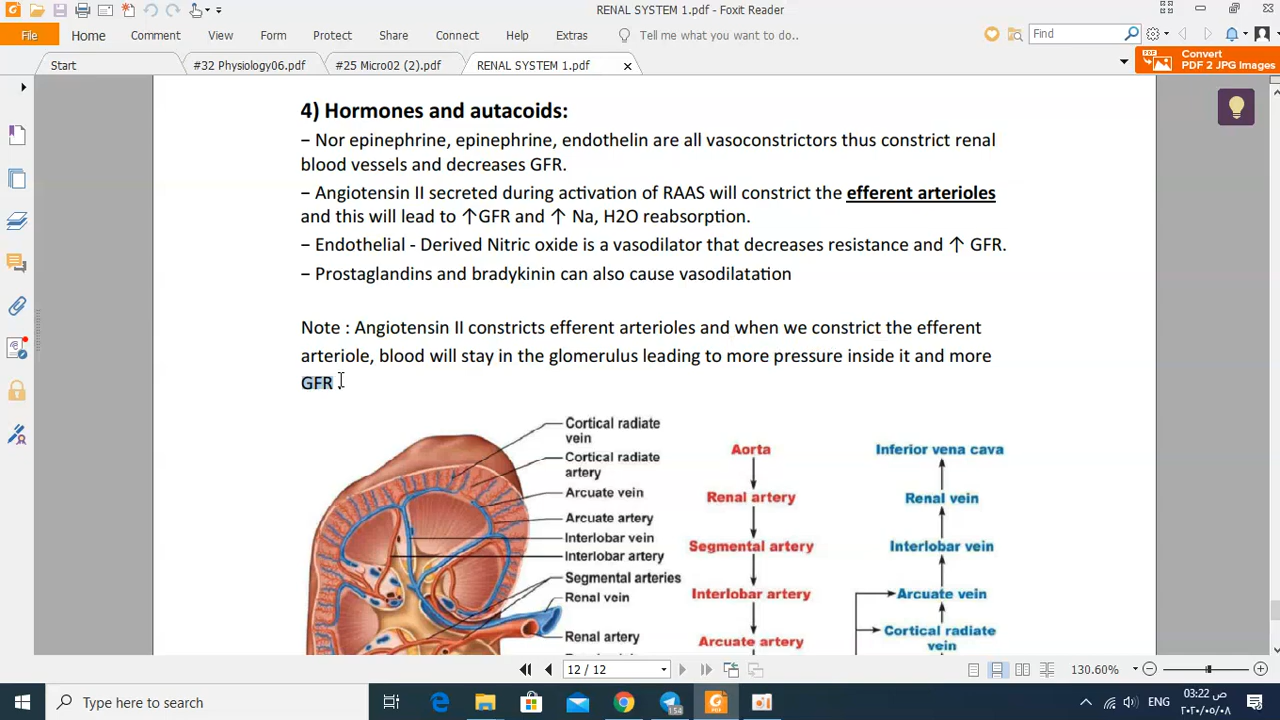 RENAL SYSTEM 1.pdf - Foxit Reader
File Home Comment View Form Protect Share Connect Help Extras Tell me what you want to do.. Find
Convert
PDF 2 JPG Images
Start #32 Physiology06.pdf #25 Micro02 (2).pdf RENAL SYSTEM 1.pdf
4) Hormones and autacoids:
– Nor epinephrine, epinephrine, endothelin are all vasoconstrictors thus constrict renal
blood vessels and decreases GFR.
– Angiotensin II secreted during activation of RAAS will constrict the efferent arterioles
and this will lead to ↑GFR and ↑ Na, H2O reabsorption.
– Endothelial - Derived Nitric oxide is a vasodilator that decreases resistance and ↑ GFR.
– Prostaglandins and bradykinin can also cause vasodilatation
Note : Angiotensin II constricts efferent arterioles and when we constrict the efferent
arteriole, blood will stay in the glomerulus leading to more pressure inside it and more
GFR .
Cortical radiate
vein
Cortical radiate
artery
Arcuate vein
Arcuate artery
Interlobar vein
Interlobar artery
Segmental arteries
Renal vein
Renal artery
Aorta
Renal artery
Segmental artery
Interlobar artery
Arcuate artery
Inferior vena cava
Renal vein
Interlobar vein
Arcuate vein
Cortical radiate
vein
12 / 12
130.60%
Type here to search
154
ENG
03:22 ص
٢٠٢٠/٠٥/٠٨